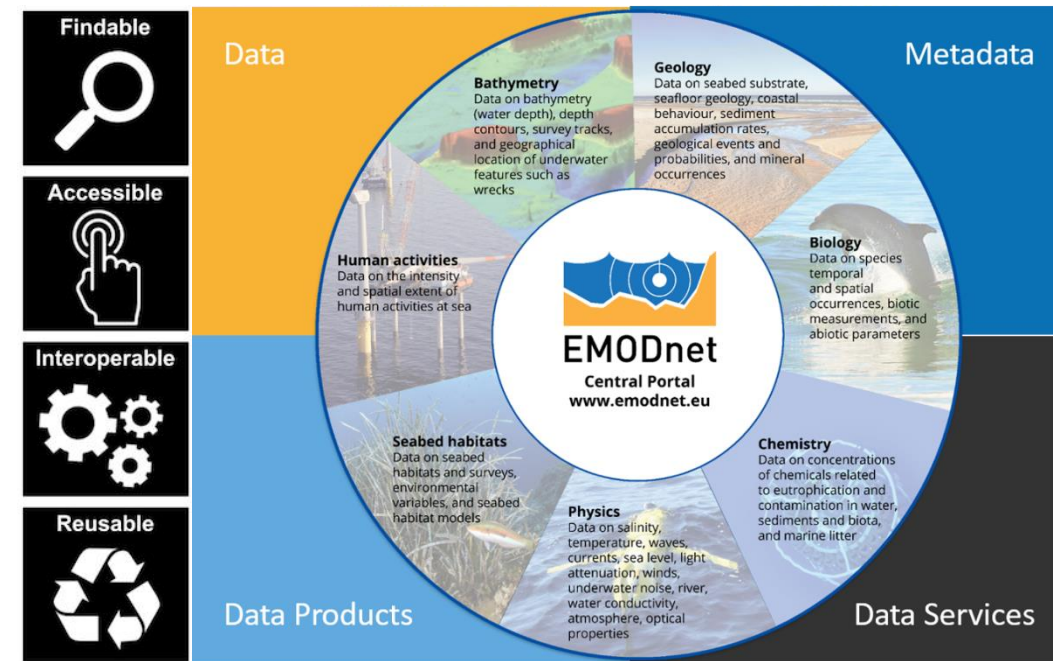 Findable
Accessible
Interoperable
Reusable
Data
Metadata
Bathymetry
Data on bathymetry
(water depth), depth
contours, survey tracks,
and geographical
location of underwater
features such as
wrecks
Geology
Data on seabed substrate,
seafloor geology, coastal
behaviour, sediment
accumulation rates,
geological events and
probabilities, and mineral
occurrences
Human activities
Data on the intensity
and spatial extent of
human activities at sea
Biology
Data on species
temporal
and spatial
occurrences, biotic
measurements, and
abiotic parameters
EMODnet
Central Portal
www.emodnet.eu
Seabed habitats
Data on seabed
habitats and surveys,
environmental
variables, and seabed
habitat models
Physics
Data on salinity,
temperature, waves,
currents, sea level, light
attenuation, winds,
underwater noise, river,
water conductivity,
atmosphere, optical
properties
Chemistry
Data on concentrations
of chemicals related
to eutrophication and
contamination in water,
sediments and biota,
and marine litter
Data Products
Data Services